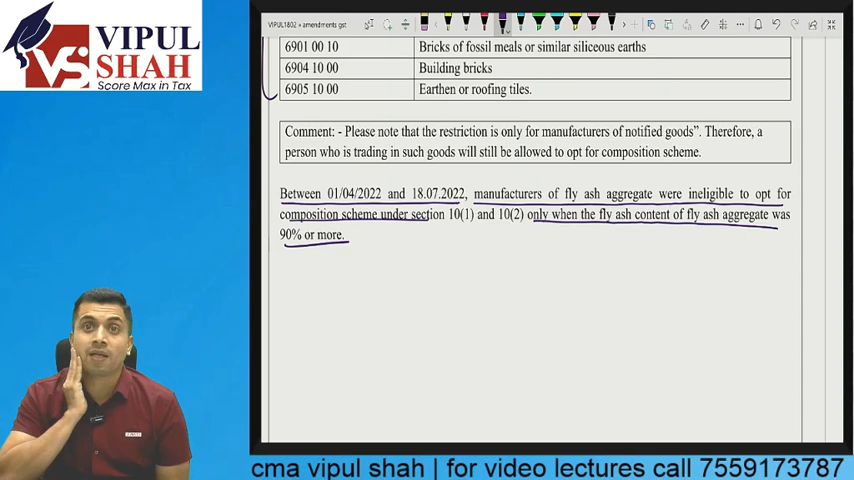 VIPUL
SHAH
VS
Score Max in Tax
VIPUL1802 + amendments gst
6901 00 10 Bricks of fossil meals or similar siliceous earths
6904 10 00 Building bricks
6905 10 00 Earthen or roofing tiles.
Comment: - Please note that the restriction is only for manufacturers of notified goods”. Therefore, a
person who is trading in such goods will still be allowed to opt for composition scheme.
Between 01/04/2022 and 18.07.2022, manufacturers of fly ash aggregate were ineligible to opt for
composition scheme under section 10(1) and 10(2) only when the fly ash content of fly ash aggregate was
90% or more.
cma vipul shah | for video lectures call 7559173787